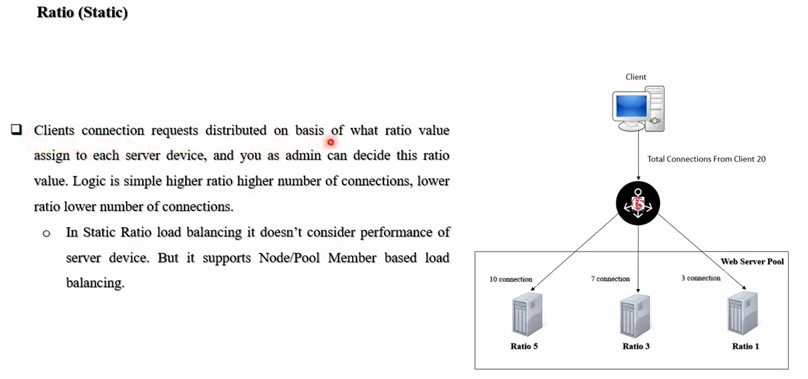 Ratio (Static)
Clients connection requests distributed on basis of what ratio value
assign to each server device, and you as admin can decide this ratio
value. Logic is simple higher ratio higher number of connections, lower
ratio lower number of connections.
In Static Ratio load balancing it doesn't consider performance of
server device. But it supports Node/Pool Member based load
balancing.
Client
Total Connections From Client 20
Web Server Pool
10 connection
7 connection
3 connection
Ratio 5
Ratio 3
Ratio 1